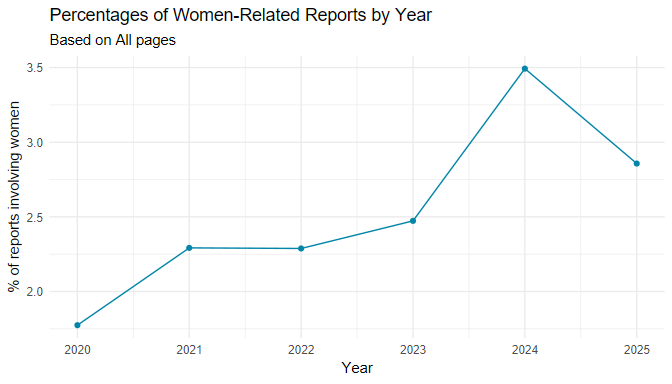 Percentages of Women-Related Reports by Year
Based on All pages
% of reports involving women
3.5
3.0
2.5
2.0
2020 2021 2022 2023 2024 2025
Year